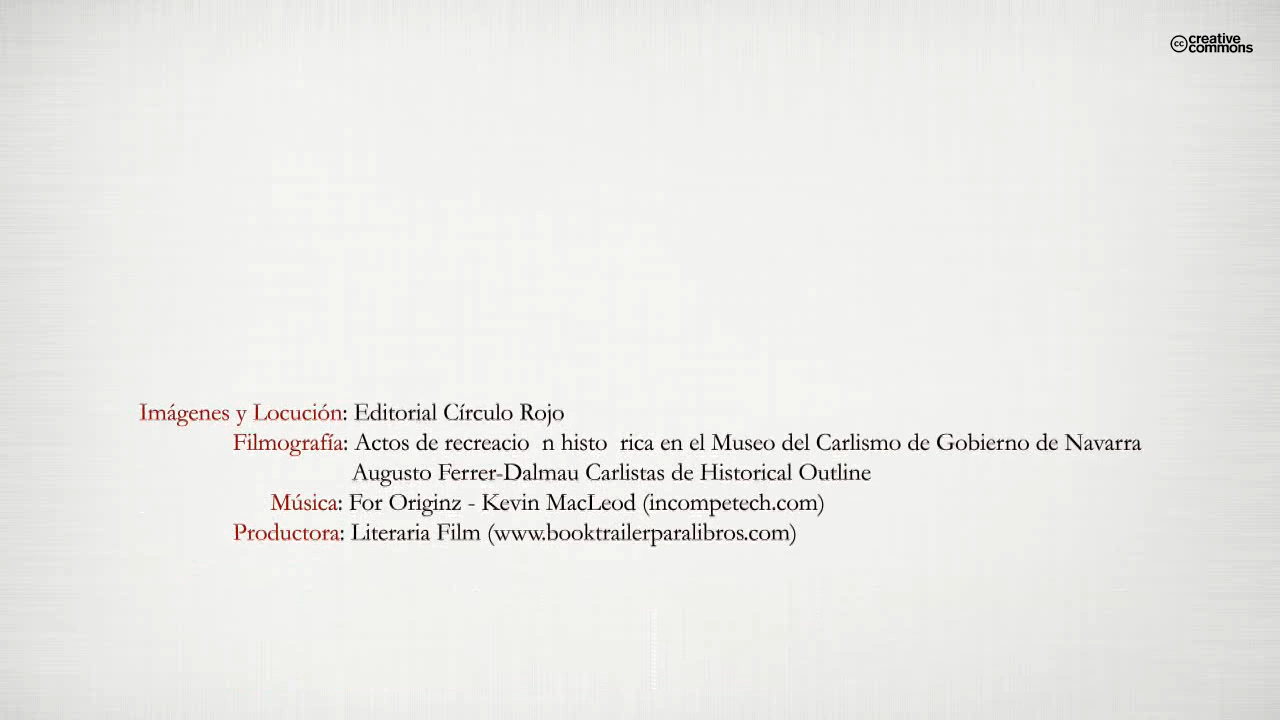 cc creative
commons
Imágenes y Locución: Editorial Círculo Rojo
Filmografía: Actos de recreacio n histo rica en el Museo del Carlismo de Gobierno de Navarra
Augusto Ferrer-Dalmau Carlistas de Historical Outline
Música: For Originz - Kevin MacLeod (incompetech.com)
Productora: Literaria Film (www.booktrailerparalibros.com)